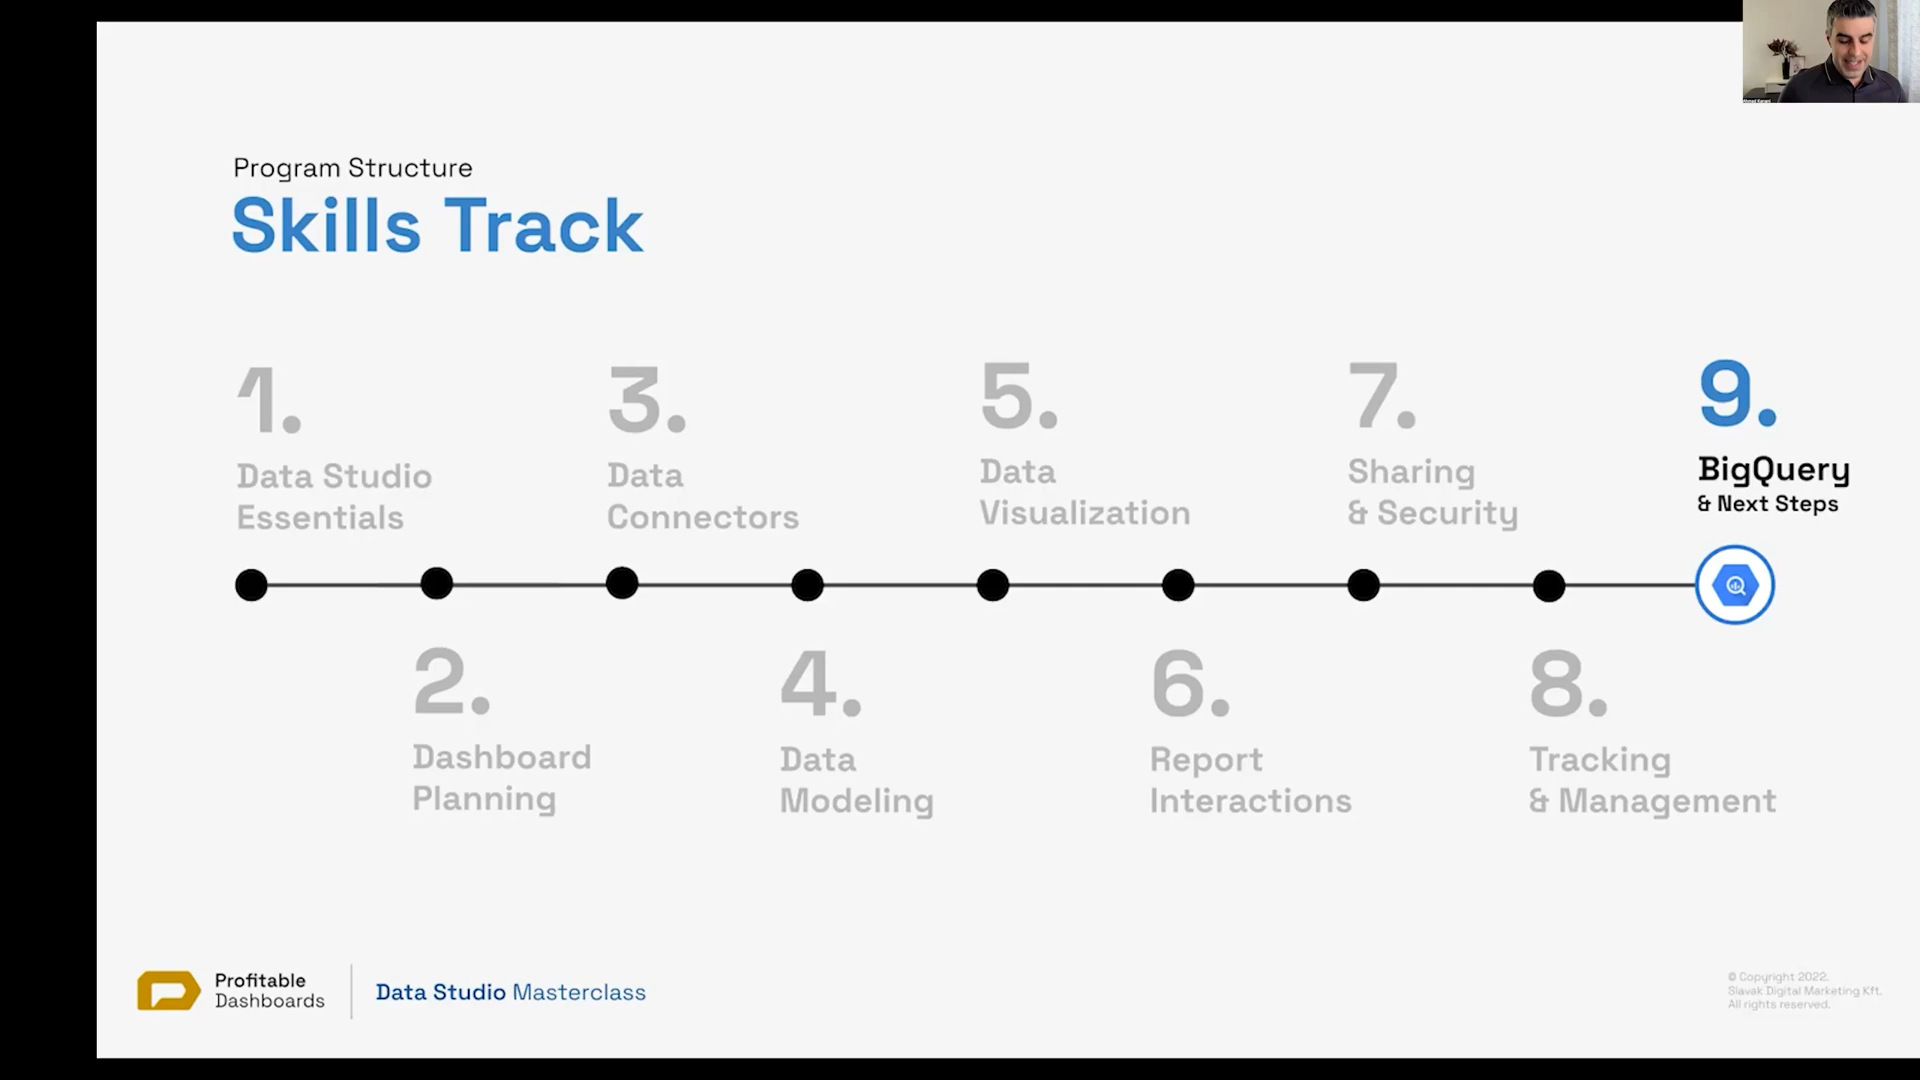 Program Structure
Skills Track
1.
Data Studio
Essentials
2.
Dashboard
Planning
3.
Data
Connectors
4.
Data
Modeling
5.
Data
Visualization
6.
Report
Interactions
7.
Sharing
& Security
8.
Tracking
& Management
9.
BigQuery
& Next Steps
Profitable
Dashboards
Data Studio Masterclass
© Copyright 2022.
Slavak Digital Marketing Kft.
All rights reserved.